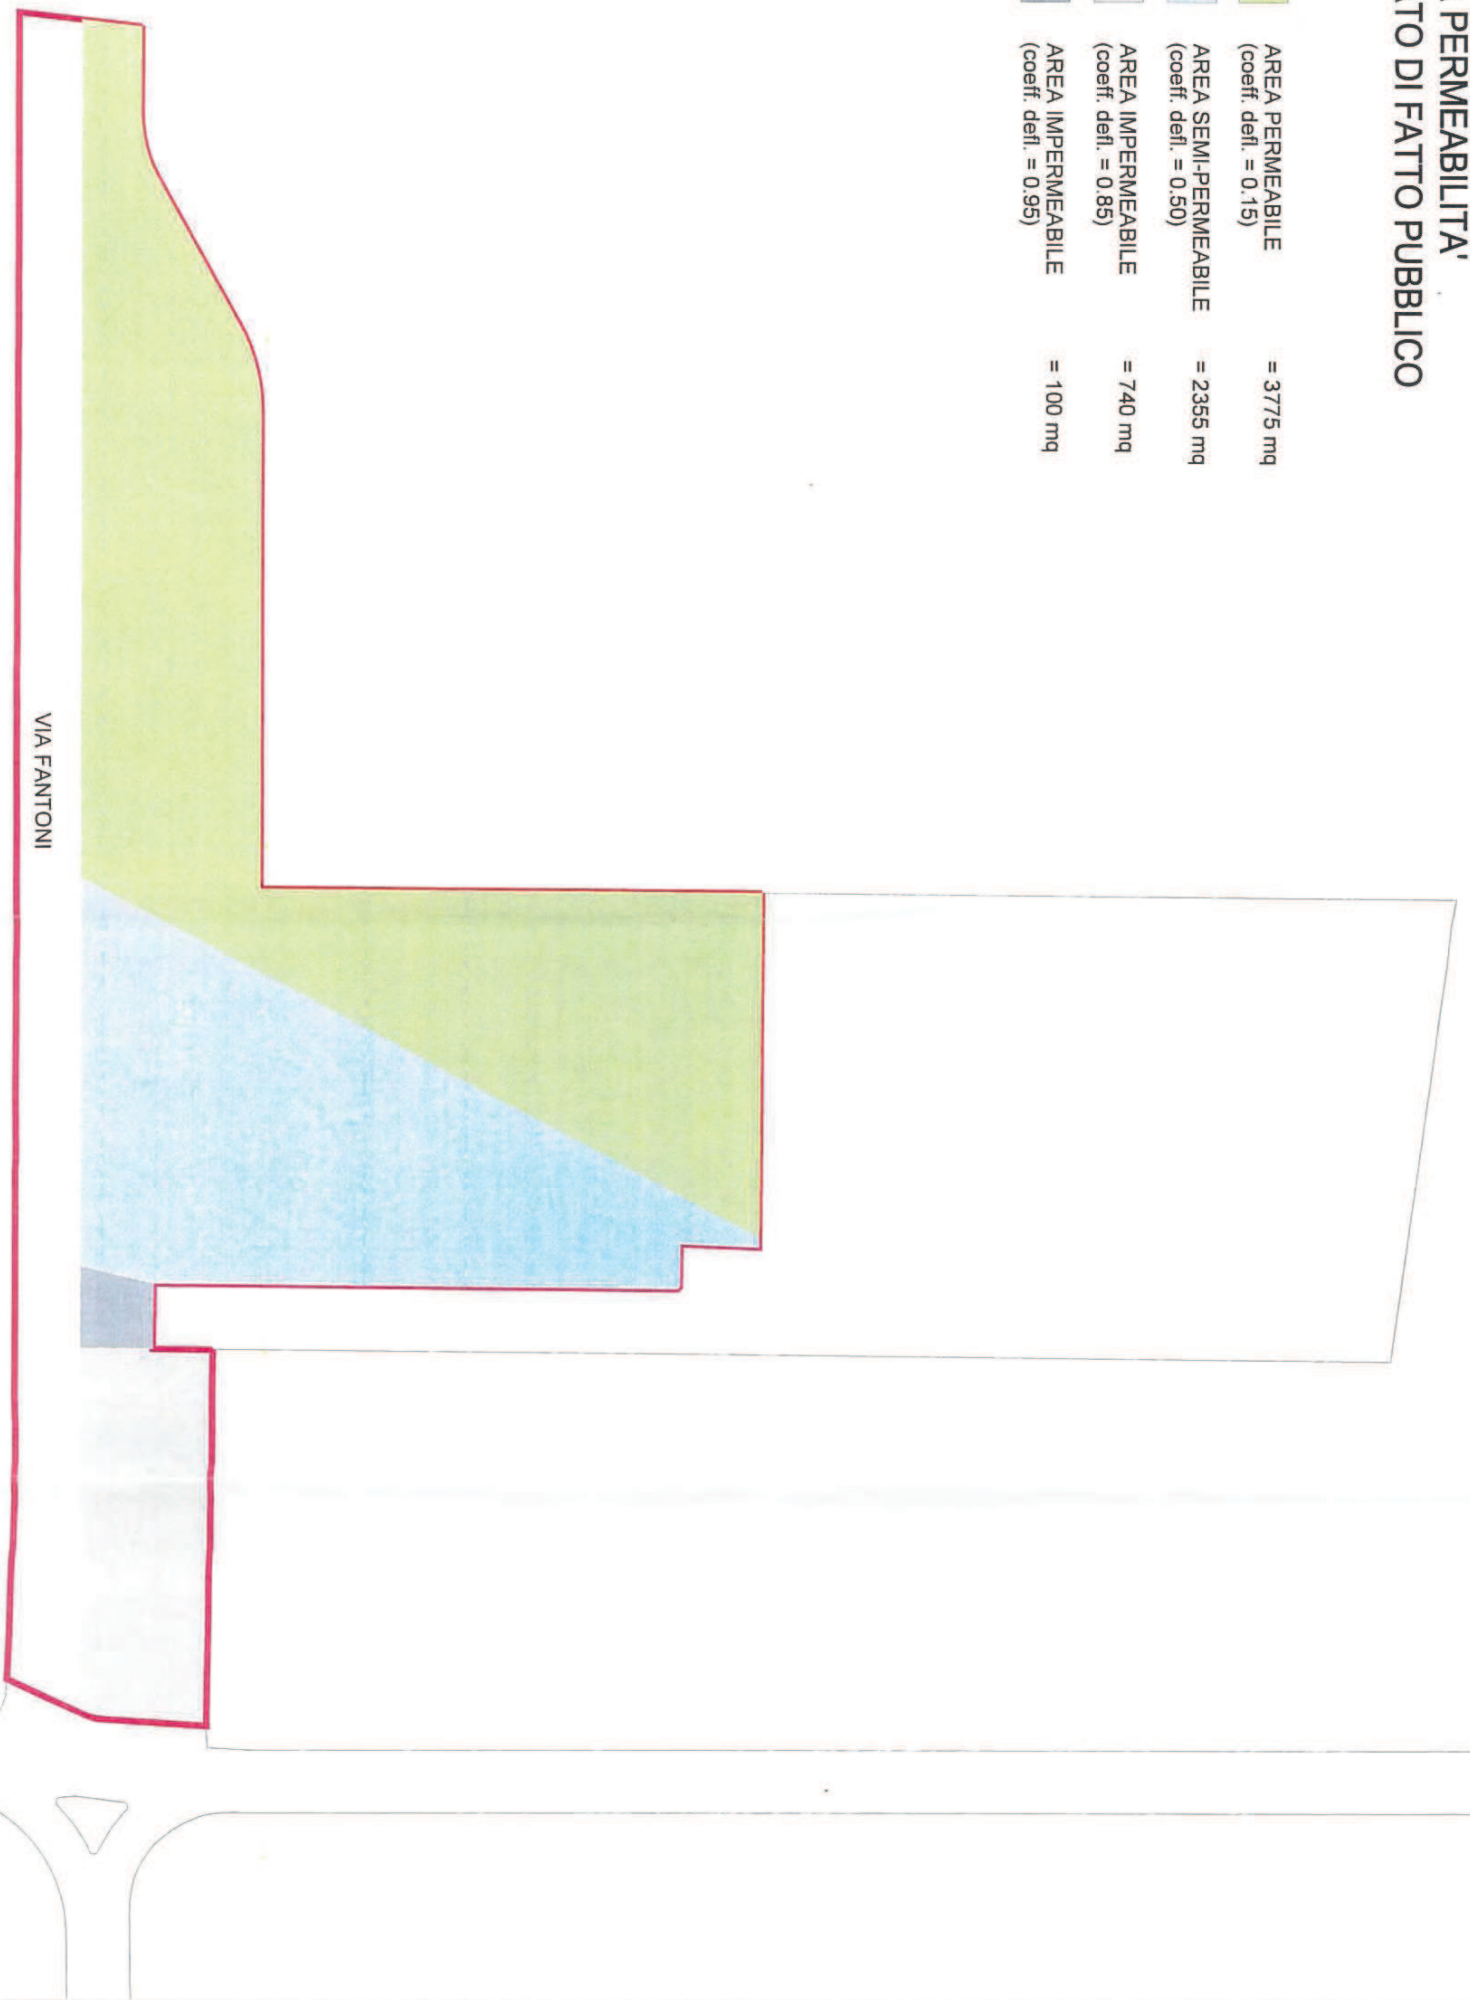 PERMEABILITA'
DI FATTO PUBBLICO
AREA PERMEABILE = 3775 mq
(coeff. defl. = 0.15)
AREA SEMI-PERMEABILE = 2355 mq
(coeff. defl. = 0.50)
AREA IMPERMEABILE = 740 mq
(coeff. defl. = 0.85)
AREA IMPERMEABILE = 100 mq
(coeff. defl. = 0.95)
VIA FANTONI